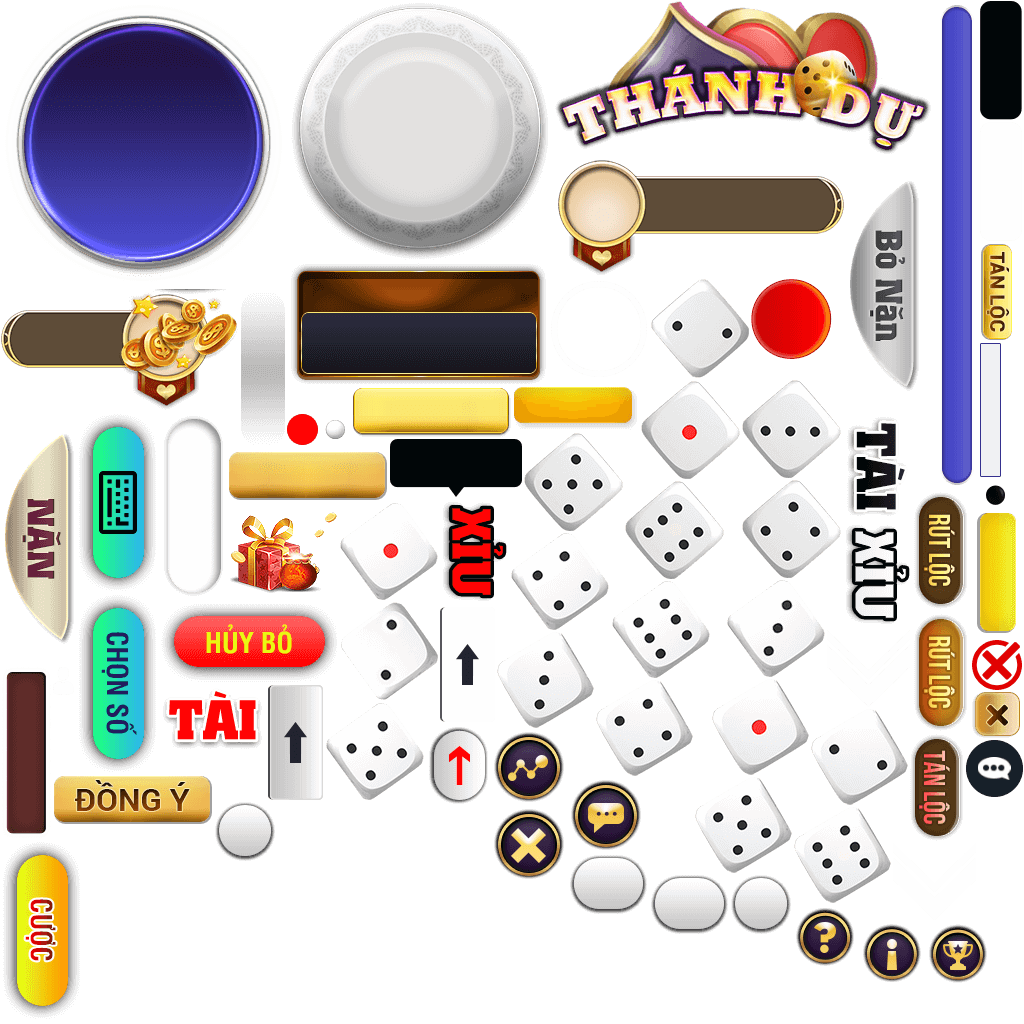 THÁNH DỰ
Bỏ Nặn
TÁN LỘC
NẶN
TÀI XỈU
XỈU
RÚT LỘC
CHỌN SỐ
HỦY BỎ
RÚT LỘC
TÀI
TÁN LỘC
ĐỒNG Ý
CƯỢC